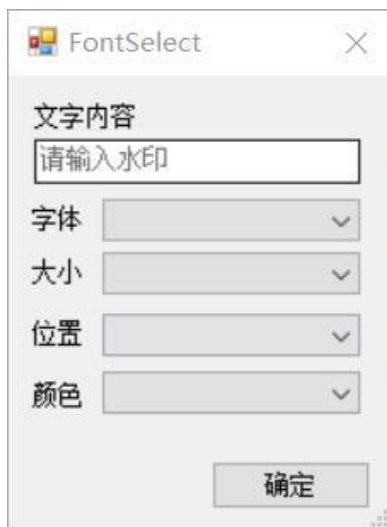 FontSelect
文字内容
请输入水印
字体
大小
位置
颜色
确定